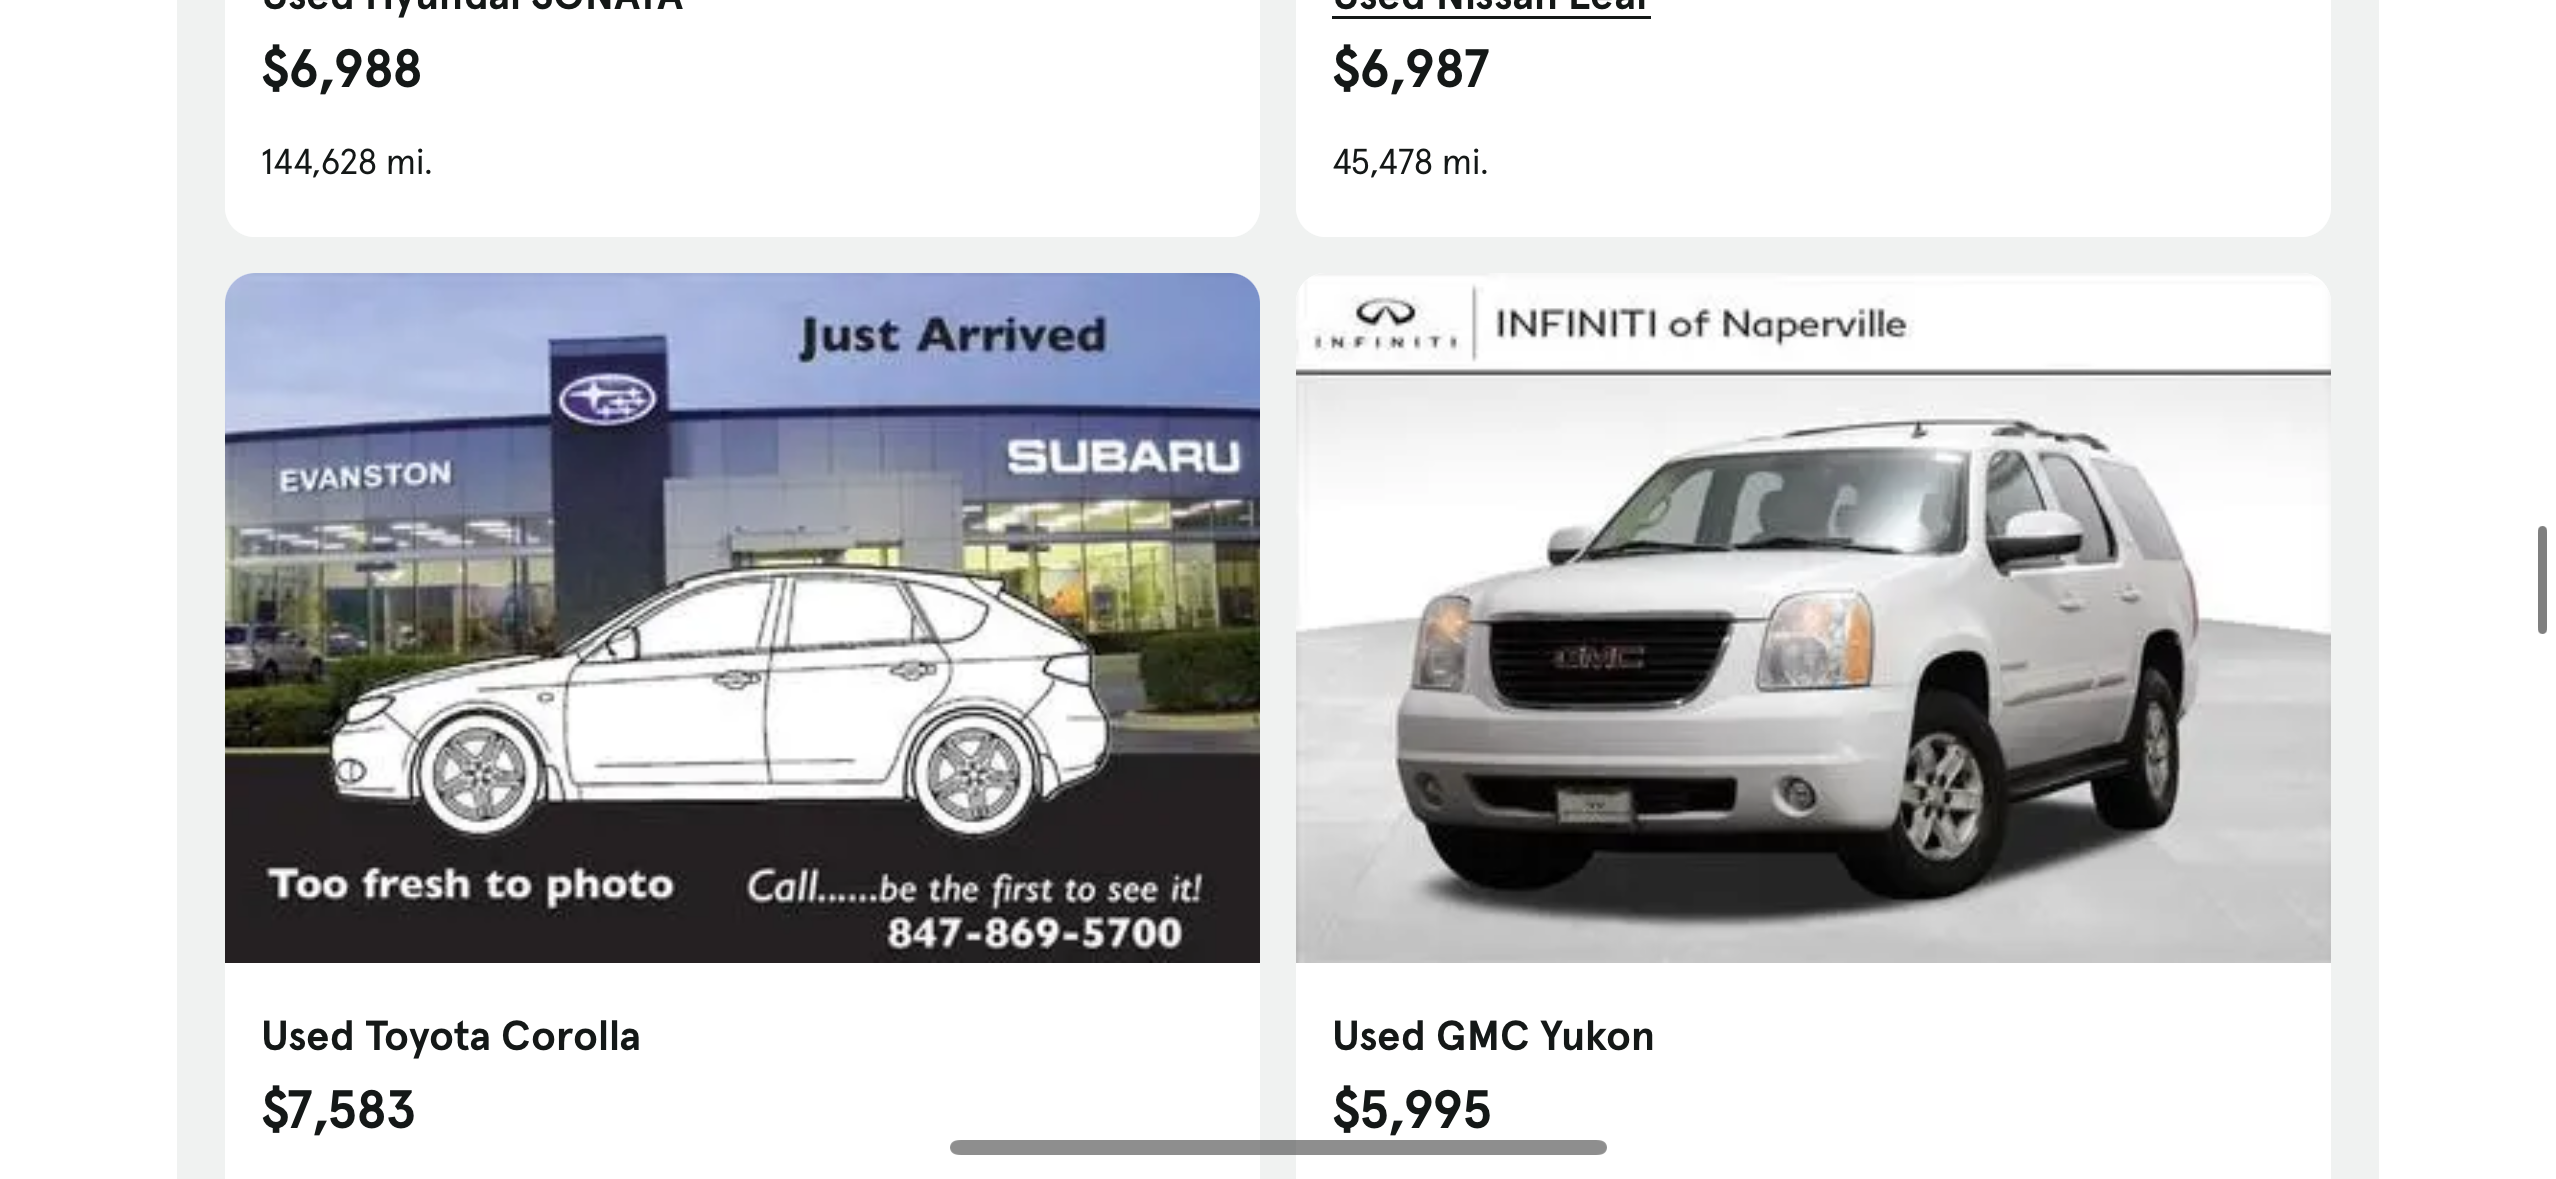 Used Hyundai SONATA
$6,988
144,628 mi.
Used Nissan Leaf
$6,987
45,478 mi.
Just Arrived
EVANSTON
SUBARU
Too fresh to photo
Call......be the first to see it!
847-869-5700
Used Toyota Corolla
$7,583
INFINITI
INFINITI of Naperville
GMC
Used GMC Yukon
$5,995